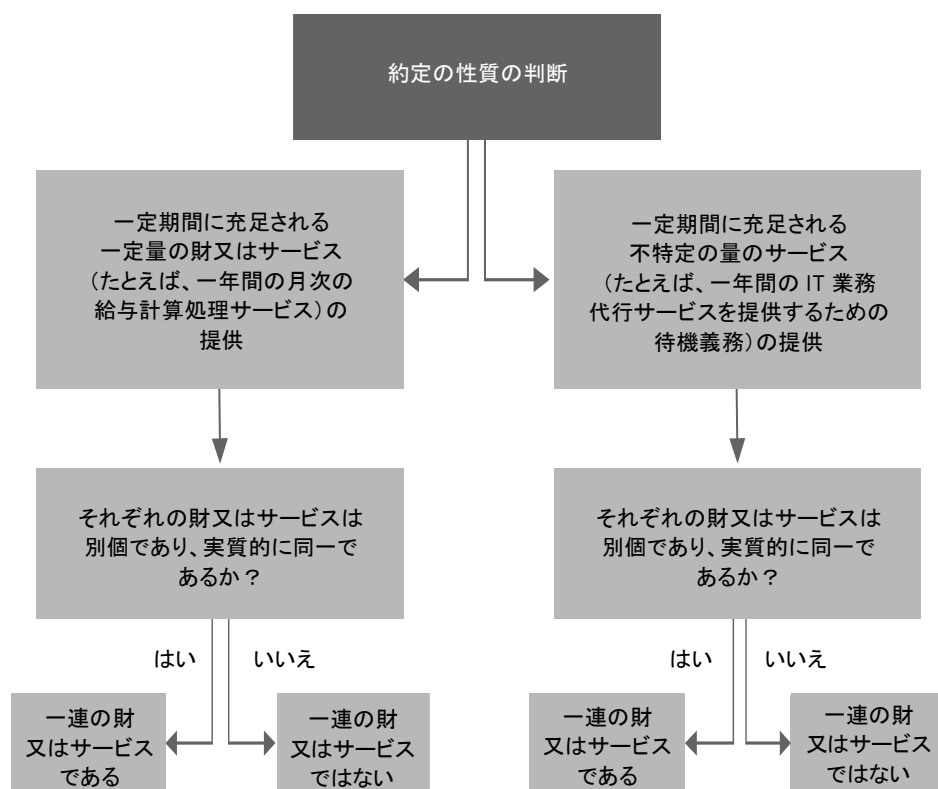 約定の性質の判断
一定期間に充足される
一定量の財又はサービス
(たとえば、一年間の月次の
給与計算処理サービス)の
提供
一定期間に充足される
不特定の量のサービス
(たとえば、一年間の IT 業務
代行サービスを提供するための
待機義務)の提供
それぞれの財又はサービスは
別個であり、実質的に同一で
あるか?
それぞれの財又はサービスは
別個であり、実質的に同一で
あるか?
はい
いいえ
はい
いいえ
一連の財
又はサービス
である
一連の財
又はサービス
ではない
一連の財
又はサービス
である
一連の財
又はサービス
ではない